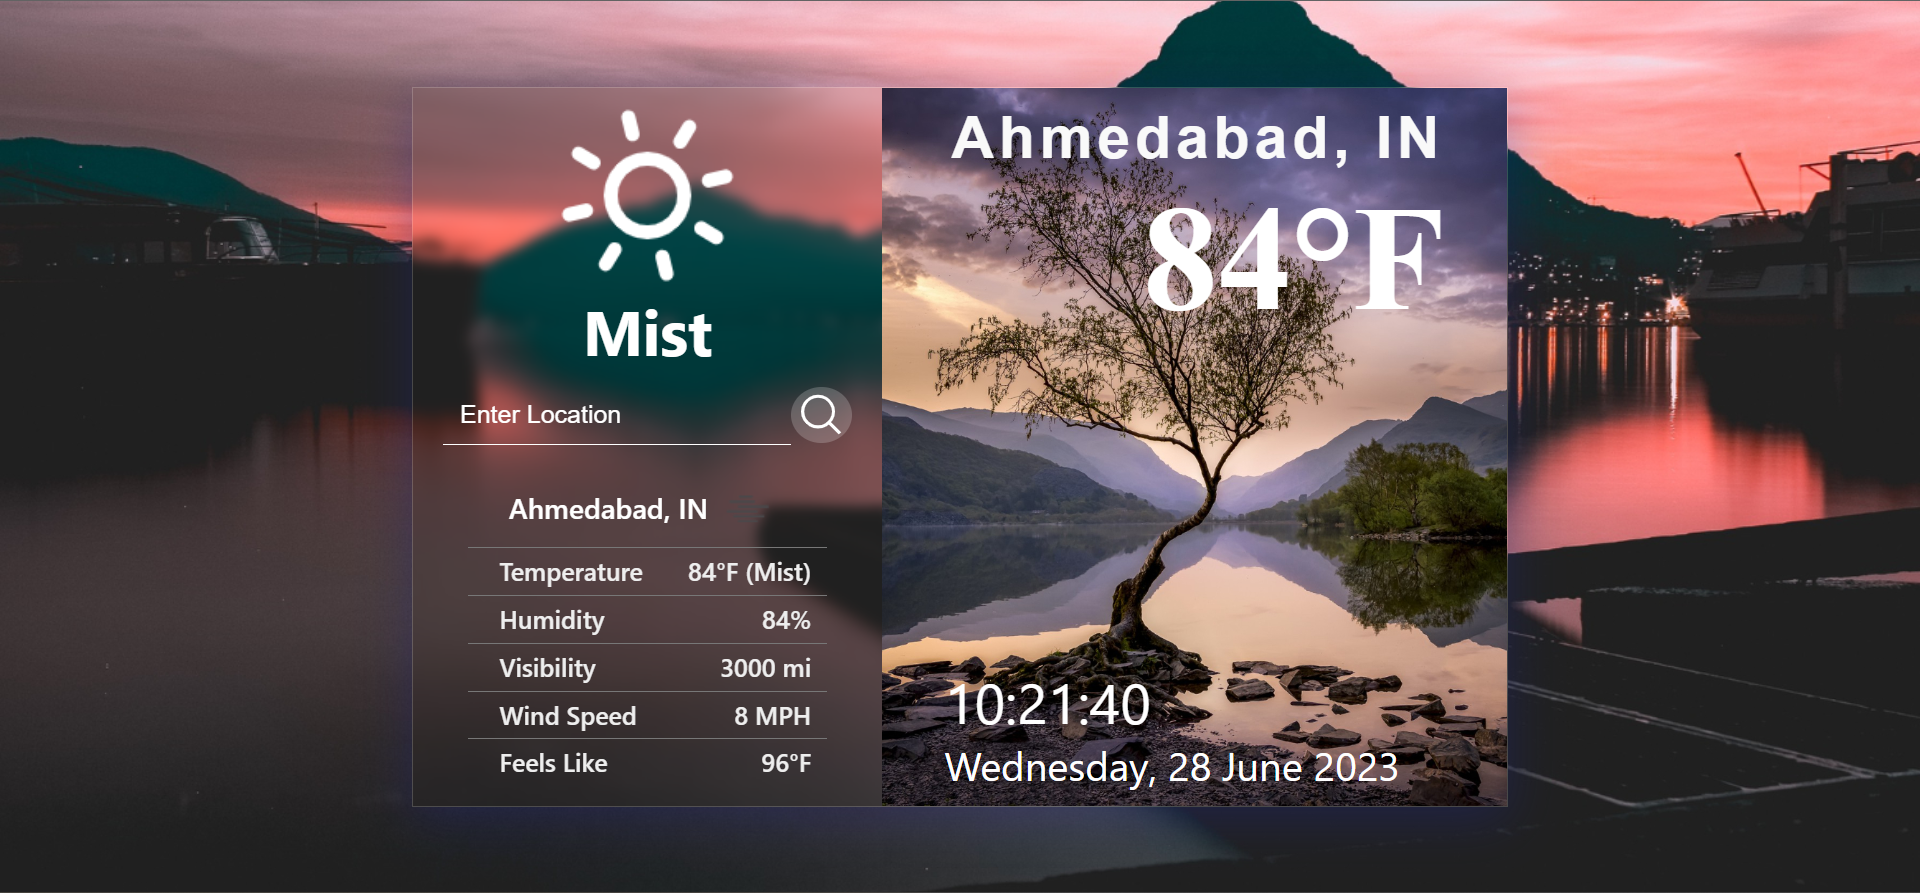 Mist
Enter Location
Ahmedabad, IN
Temperature 84°F (Mist)
Humidity 84%
Visibility 3000 mi
Wind Speed 8 MPH
Feels Like 96°F
Ahmedabad, IN
84°F
10:21:40
Wednesday, 28 June 2023